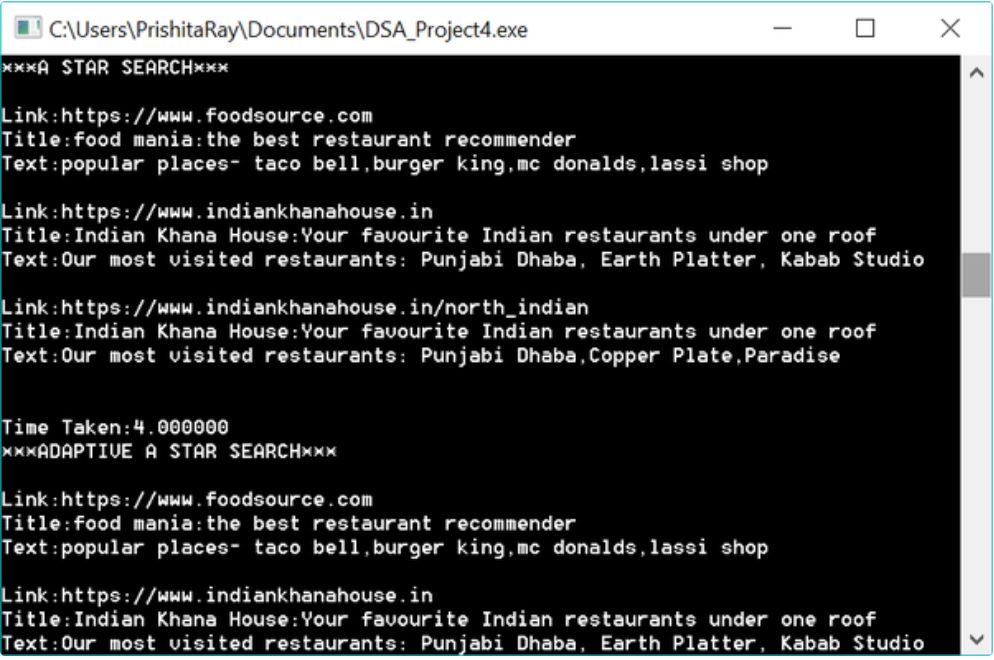 C:\Users\PrishitaRay\Documents\DSA_Project4.exe
***A STAR SEARCH***
Link:https://www.foodsource.com
Title:food mania:the best restaurant recommender
Text:popular places- taco bell,burger king,mc donalds,lassi shop
Link:https://www.indiankhanahouse.in
Title:Indian Khana House:Your favourite Indian restaurants under one roof
Text:Our most visited restaurants: Punjabi Dhaba, Earth Platter, Kabab Studio
Link:https://www.indiankhanahouse.in/north_indian
Title:Indian Khana House:Your favourite Indian restaurants under one roof
Text:Our most visited restaurants: Punjabi Dhaba,Copper Plate,Paradise
Time Taken:4.000000
***ADAPTIVE A STAR SEARCH***
Link:https://www.foodsource.com
Title:food mania:the best restaurant recommender
Text:popular places- taco bell,burger king,mc donalds,lassi shop
Link:https://www.indiankhanahouse.in
Title:Indian Khana House:Your favourite Indian restaurants under one roof
Text:Our most visited restaurants: Punjabi Dhaba, Earth Platter, Kabab Studio